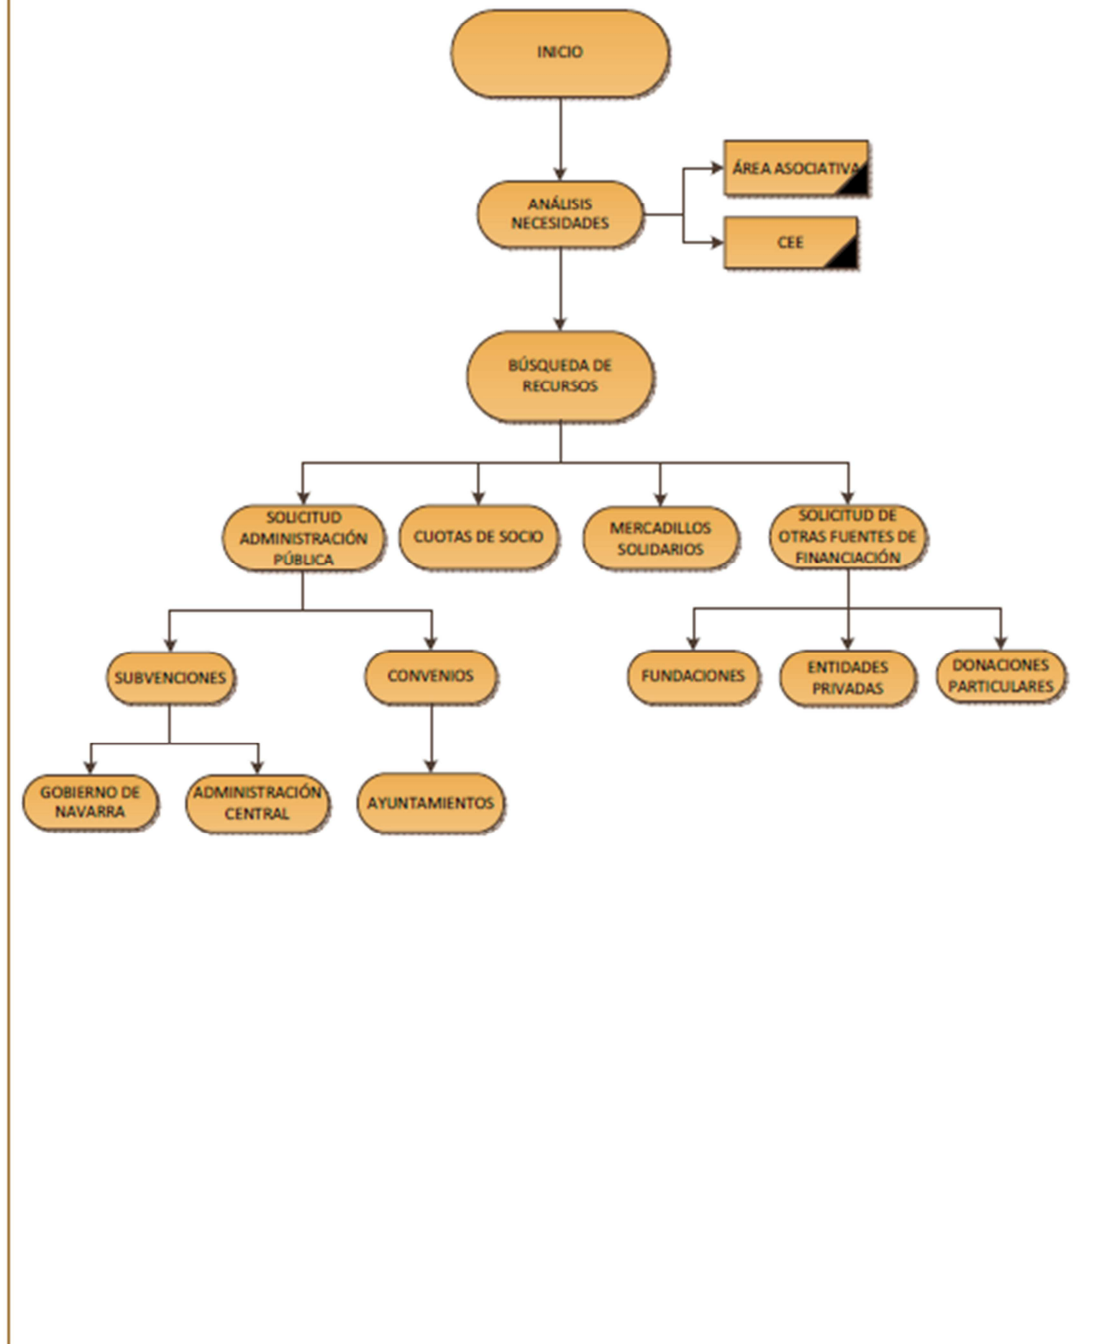 INICIO
ÁREA ASOCIATIVA
ANÁLISIS
NECESIDADES
CEE
BÚSQUEDA DE
RECURSOS
SOLICITUD
ADMINISTRACIÓN
PÚBLICA
CUOTAS DE SOCIO
MERCADILLOS
SOLIDARIOS
SOLICITUD DE
OTRAS FUENTES DE
FINANCIACIÓN
SUBVENCIONES
CONVENIOS
FUNDACIONES
ENTIDADES
PRIVADAS
DONACIONES
PARTICULARES
GOBIERNO DE
NAVARRA
ADMINISTRACIÓN
CENTRAL
AYUNTAMIENTOS